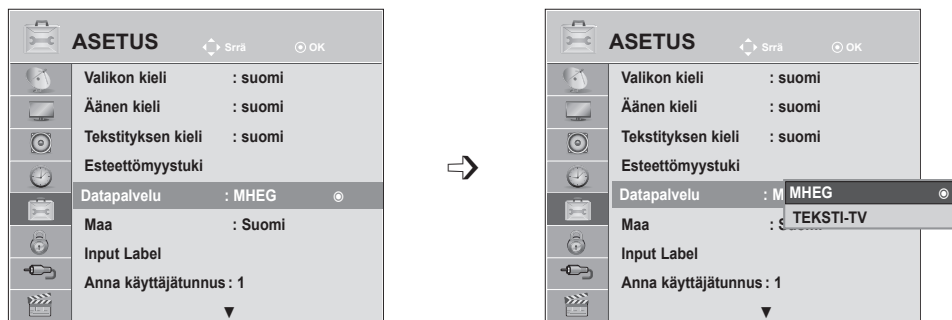 ASETUS Srrä OK
Valikon kieli : suomi
Äänen kieli : suomi
Tekstityksen kieli : suomi
Esteettömyystuki
Datapalvelu : MHEG
Maa : Suomi
Input Label
Anna käyttäjätunnus : 1
ASETUS Srrä OK
Valikon kieli : suomi
Äänen kieli : suomi
Tekstityksen kieli : suomi
Esteettömyystuki
Datapalvelu : M MHEG
Maa : TEKSTI-TV
Input Label
Anna käyttäjätunnus : 1